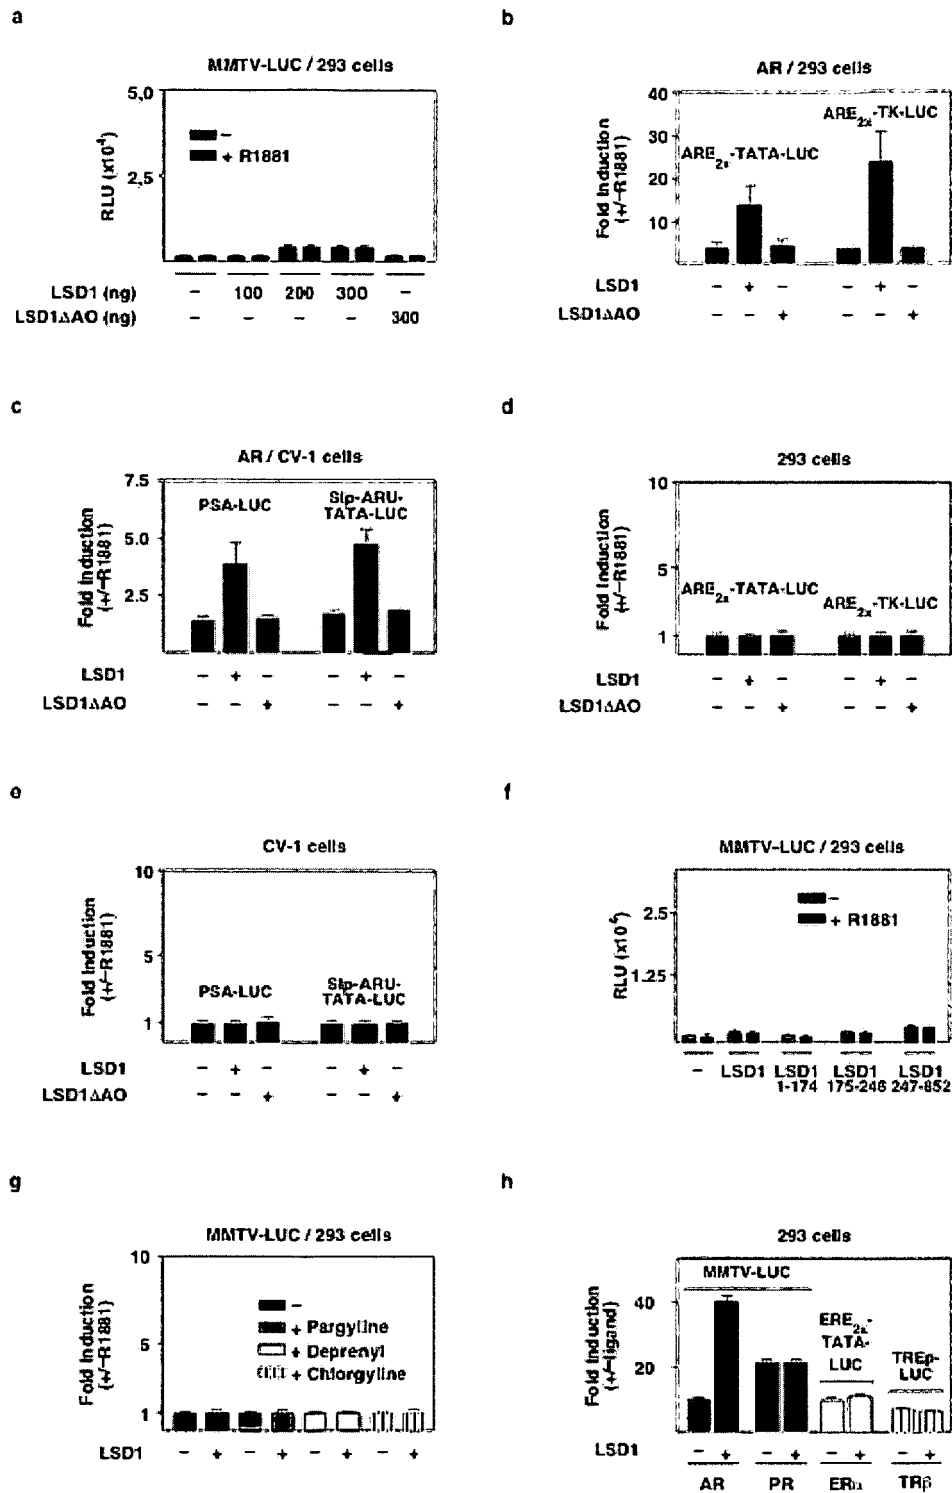 a
MMTV-LUC / 293 cells
RLU (x10⁴)
5,0
2,5
–
+ R1881
LSD1 (ng) – 100 200 300 –
LSD1ΔAO (ng) – – – – 300
b
AR / 293 cells
Fold Induction
(+/–R1881)
40
30
20
10
ARE2x-TATA-LUC
ARE2x-TK-LUC
LSD1 – + – – + –
LSD1ΔAO – – + – – +
c
AR / CV-1 cells
Fold Induction
(+/–R1881)
7.5
5.0
2.5
PSA-LUC
Slp-ARU-
TATA-LUC
LSD1 – + – – + –
LSD1ΔAO – – + – – +
d
293 cells
Fold Induction
(+/–R1881)
10
5
1
ARE2x-TATA-LUC
ARE2x-TK-LUC
LSD1 – + – – + –
LSD1ΔAO – – + – – +
e
CV-1 cells
Fold Induction
(+/–R1881)
10
5
1
PSA-LUC
Slp-ARU-
TATA-LUC
LSD1 – + – – + –
LSD1ΔAO – – + – – +
f
MMTV-LUC / 293 cells
2.5
1.25
–
+ R1881
– LSD1 LSD1 LSD1 LSD1
1-174 175-246 247-852
g
MMTV-LUC / 293 cells
Fold Induction
(+/–R1881)
10
5
1
–
+ Pargyline
+ Deprenyl
+ Chlorgyline
LSD1 – + – + – + – +
h
293 cells
Fold Induction
(+/–ligand)
40
20
MMTV-LUC
ERE2x-
TATA-
LUC
TREp-
LUC
LSD1 – + – + – + – +
AR PR ERα TRβ